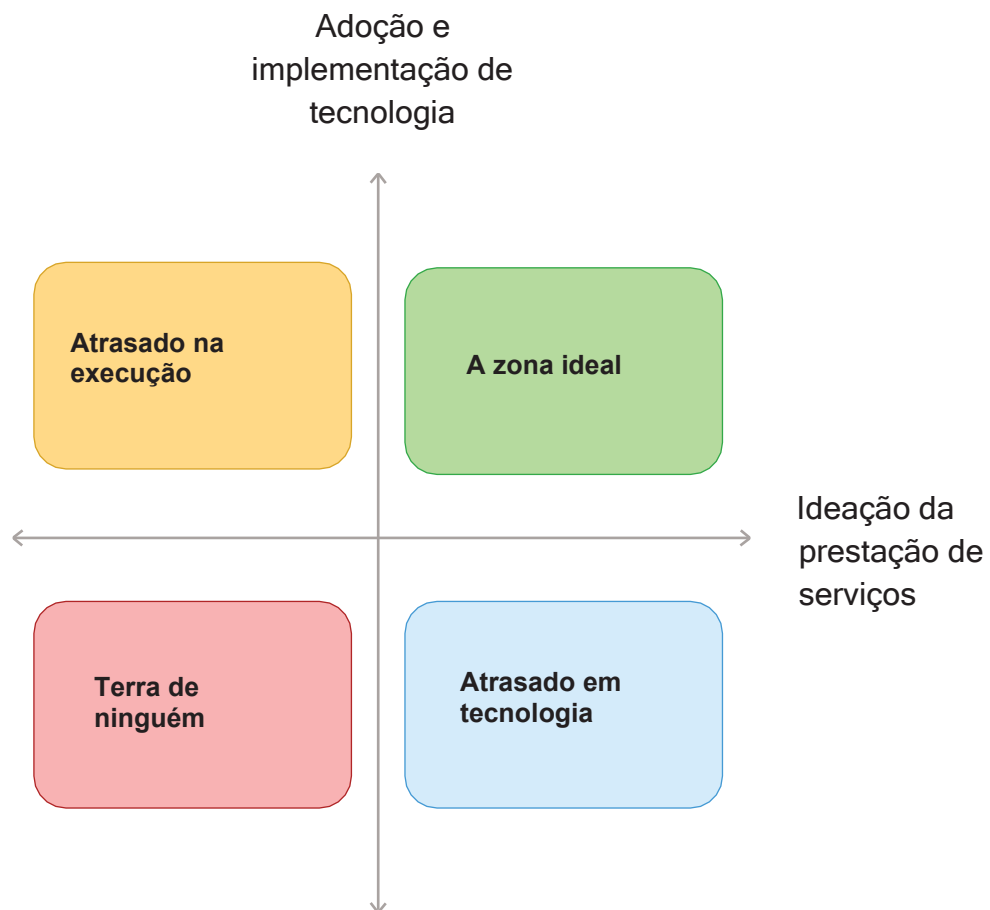 Adoção e
implementação de
tecnologia
Atrasado na
execução
A zona ideal
Ideação da
prestação de
serviços
Terra de
ninguém
Atrasado em
tecnologia